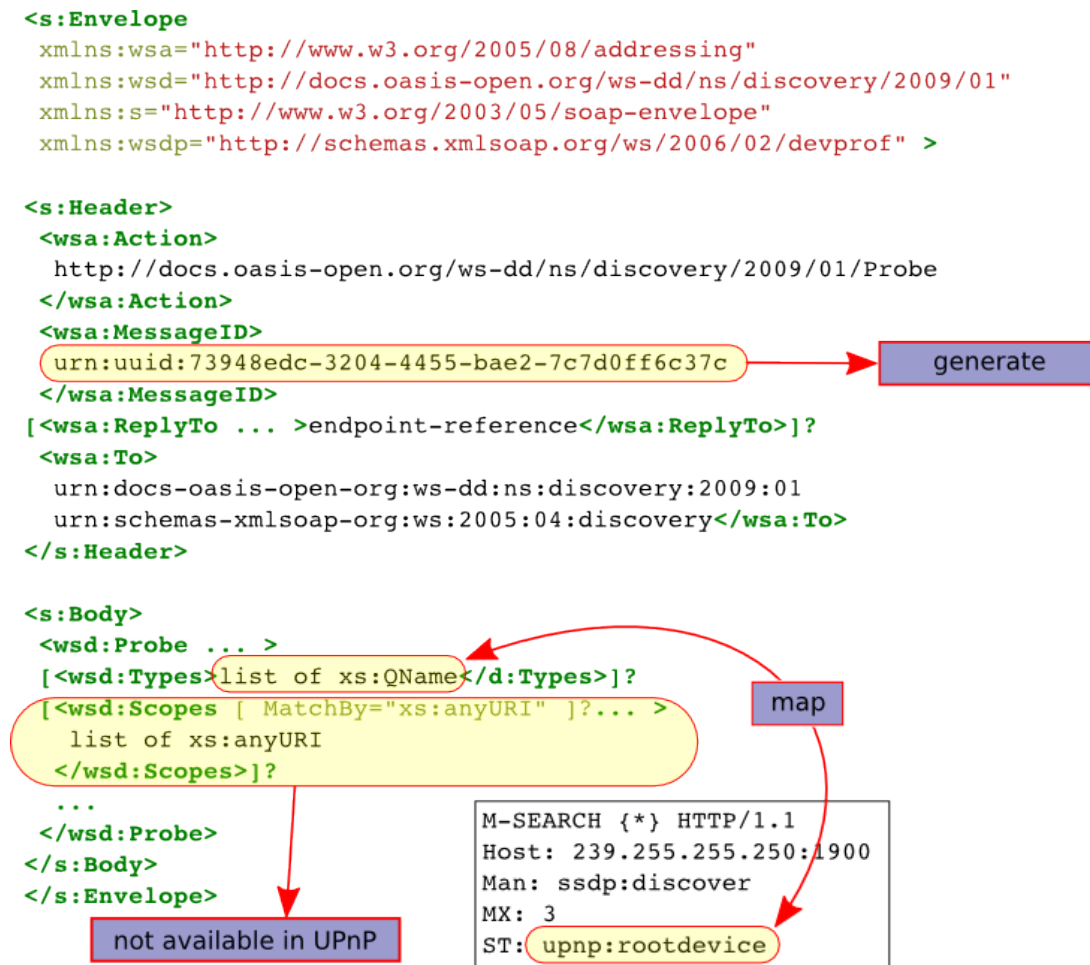 <s:Envelope
xmlns:wsa="http://www.w3.org/2005/08/addressing"
xmlns:wsd="http://docs.oasis-open.org/ws-dd/ns/discovery/2009/01"
xmlns:s="http://www.w3.org/2003/05/soap-envelope"
xmlns:wsdp="http://schemas.xmlsoap.org/ws/2006/02/devprof" >
<s:Header>
<wsa:Action>
http://docs.oasis-open.org/ws-dd/ns/discovery/2009/01/Probe
</wsa:Action>
<wsa:MessageID>
urn:uuid:73948edc-3204-4455-bae2-7c7d0ff6c37c
generate
</wsa:MessageID>
[<wsa:ReplyTo ... >endpoint-reference</wsa:ReplyTo>]?
<wsa:To>
urn:docs-oasis-open-org:ws-dd:ns:discovery:2009:01
urn:schemas-xmlsoap-org:ws:2005:04:discovery</wsa:To>
</s:Header>
<s:Body>
<wsd:Probe ... >
[<wsd:Types>list of xs:QName</d:Types>]?
[<wsd:Scopes [ MatchBy="xs:anyURI" ]?... >
list of xs:anyURI
</wsd:Scopes>]?
...
</wsd:Probe>
</s:Body>
</s:Envelope>
map
not available in UPnP
M-SEARCH {*} HTTP/1.1
Host: 239.255.255.250:1900
Man: ssdp:discover
MX: 3
ST: upnp:rootdevice